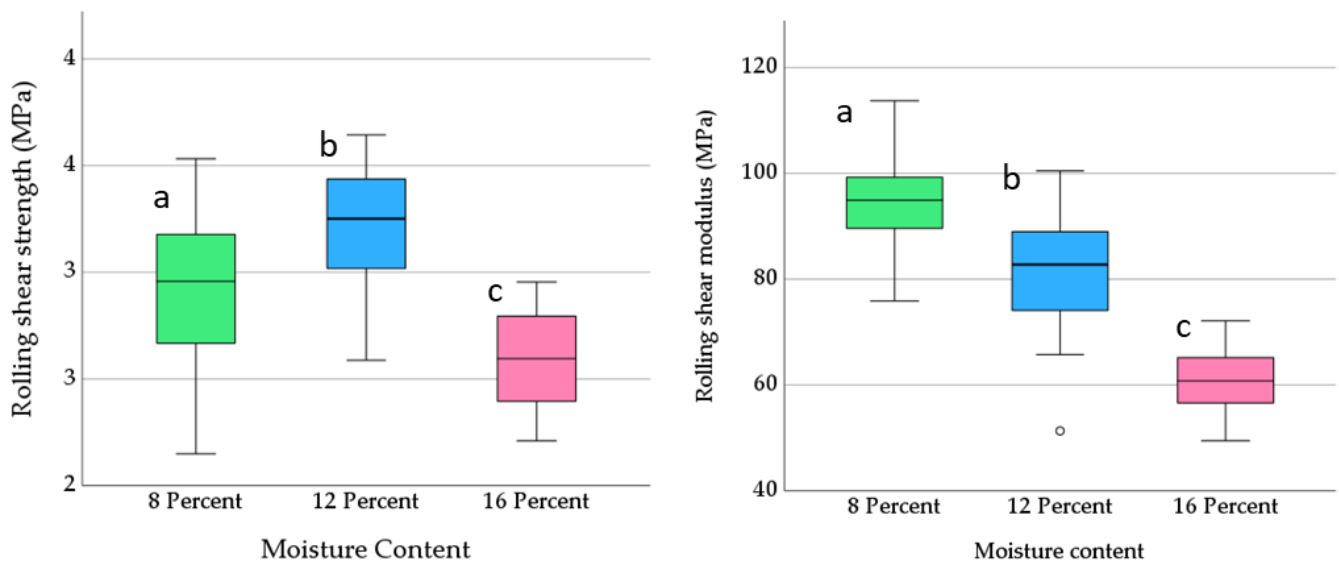 Rolling shear strength (MPa)
4
4
3
3
2
a
b
c
8 Percent
12 Percent
16 Percent
Moisture Content
Rolling shear modulus (MPa)
120
100
80
60
40
a
b
c
8 Percent
12 Percent
16 Percent
Moisture content